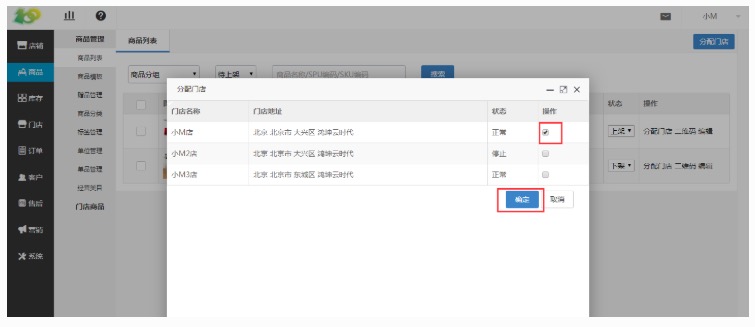 小M
店铺
商品
库存
门店
订单
客户
售后
营销
系统
商品管理
商品列表
商品模板
赠品管理
商品分类
标签管理
单位管理
单品管理
经营类目
门店商品
商品列表
分配门店
商品分组
待上架
商品名称/SPU编码/SKU编码
搜索
状态 操作
上架 分配门店 二维码 编辑
下架 分配门店 二维码 编辑
分配门店
门店名称 门店地址 状态 操作
小M店 北京 北京市 大兴区 鸿坤云时代 正常
小M2店 北京 北京市 大兴区 鸿坤云时代 停止
小M3店 北京 北京市 东城区 鸿坤云时代 正常
确定 取消